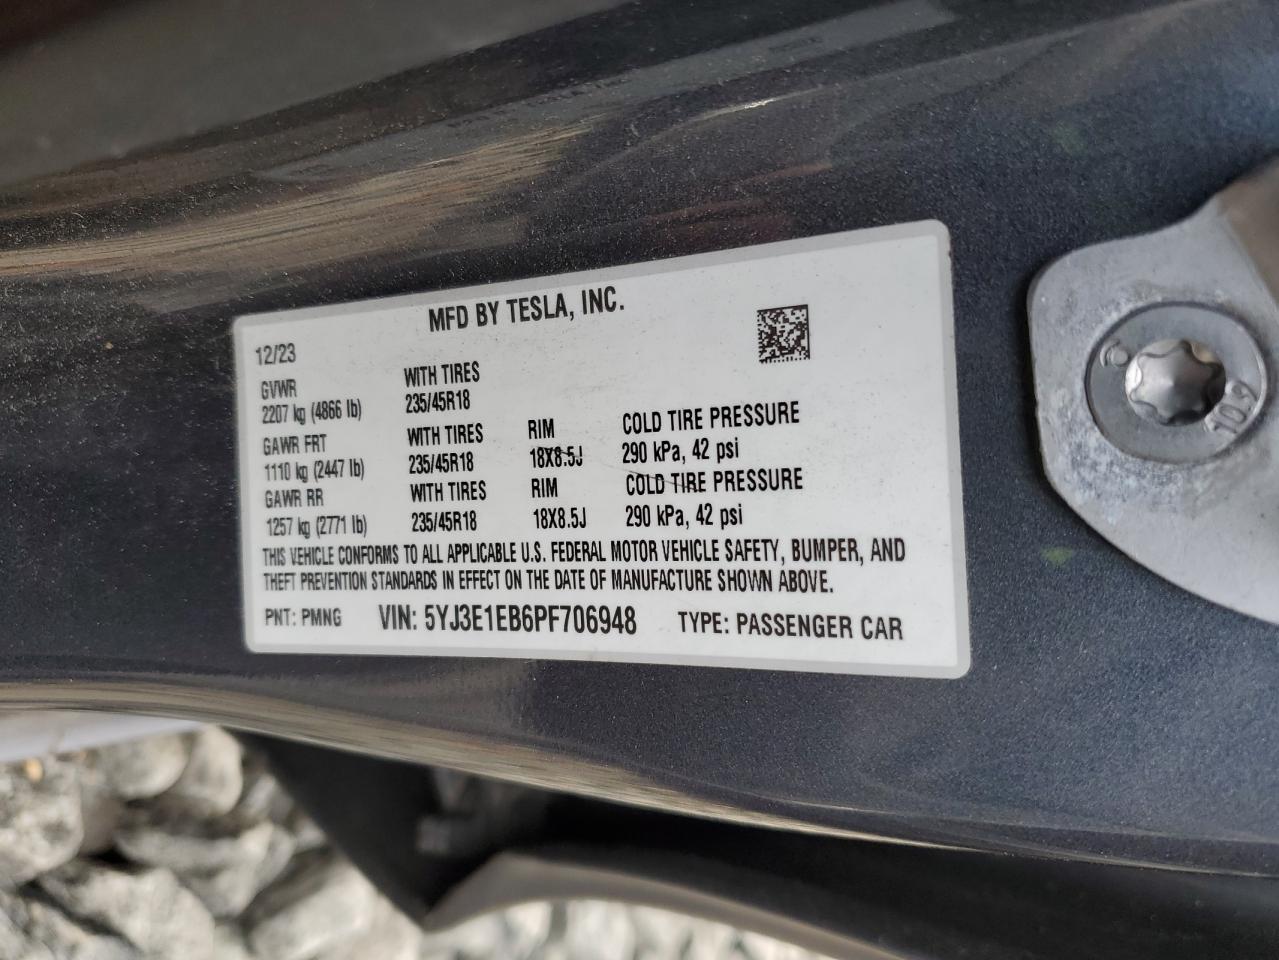 MFD BY TESLA, INC.
12/23
GVWR WITH TIRES
2207 kg (4866 lb) 235/45R18
GAWR FRT WITH TIRES RIM COLD TIRE PRESSURE
1110 kg (2447 lb) 235/45R18 18X8.5J 290 kPa, 42 psi
GAWR RR WITH TIRES RIM COLD TIRE PRESSURE
1257 kg (2771 lb) 235/45R18 18X8.5J 290 kPa, 42 psi
THIS VEHICLE CONFORMS TO ALL APPLICABLE U.S. FEDERAL MOTOR VEHICLE SAFETY, BUMPER, AND
THEFT PREVENTION STANDARDS IN EFFECT ON THE DATE OF MANUFACTURE SHOWN ABOVE.
PNT: PMNG VIN: 5YJ3E1EB6PF706948 TYPE: PASSENGER CAR
10.9